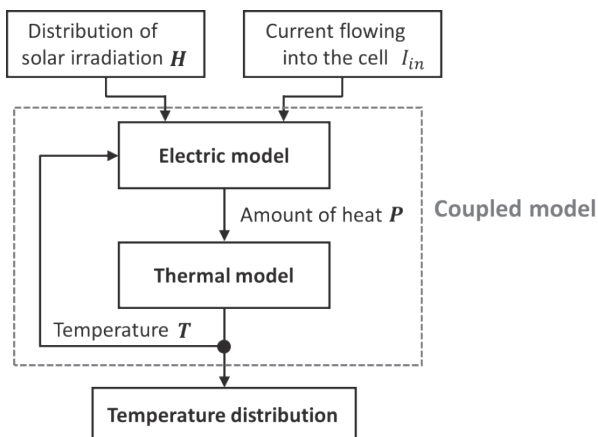 Distribution of
solar irradiation H
Current flowing
into the cell I_in
Electric model
Amount of heat P
Coupled model
Thermal model
Temperature T
Temperature distribution